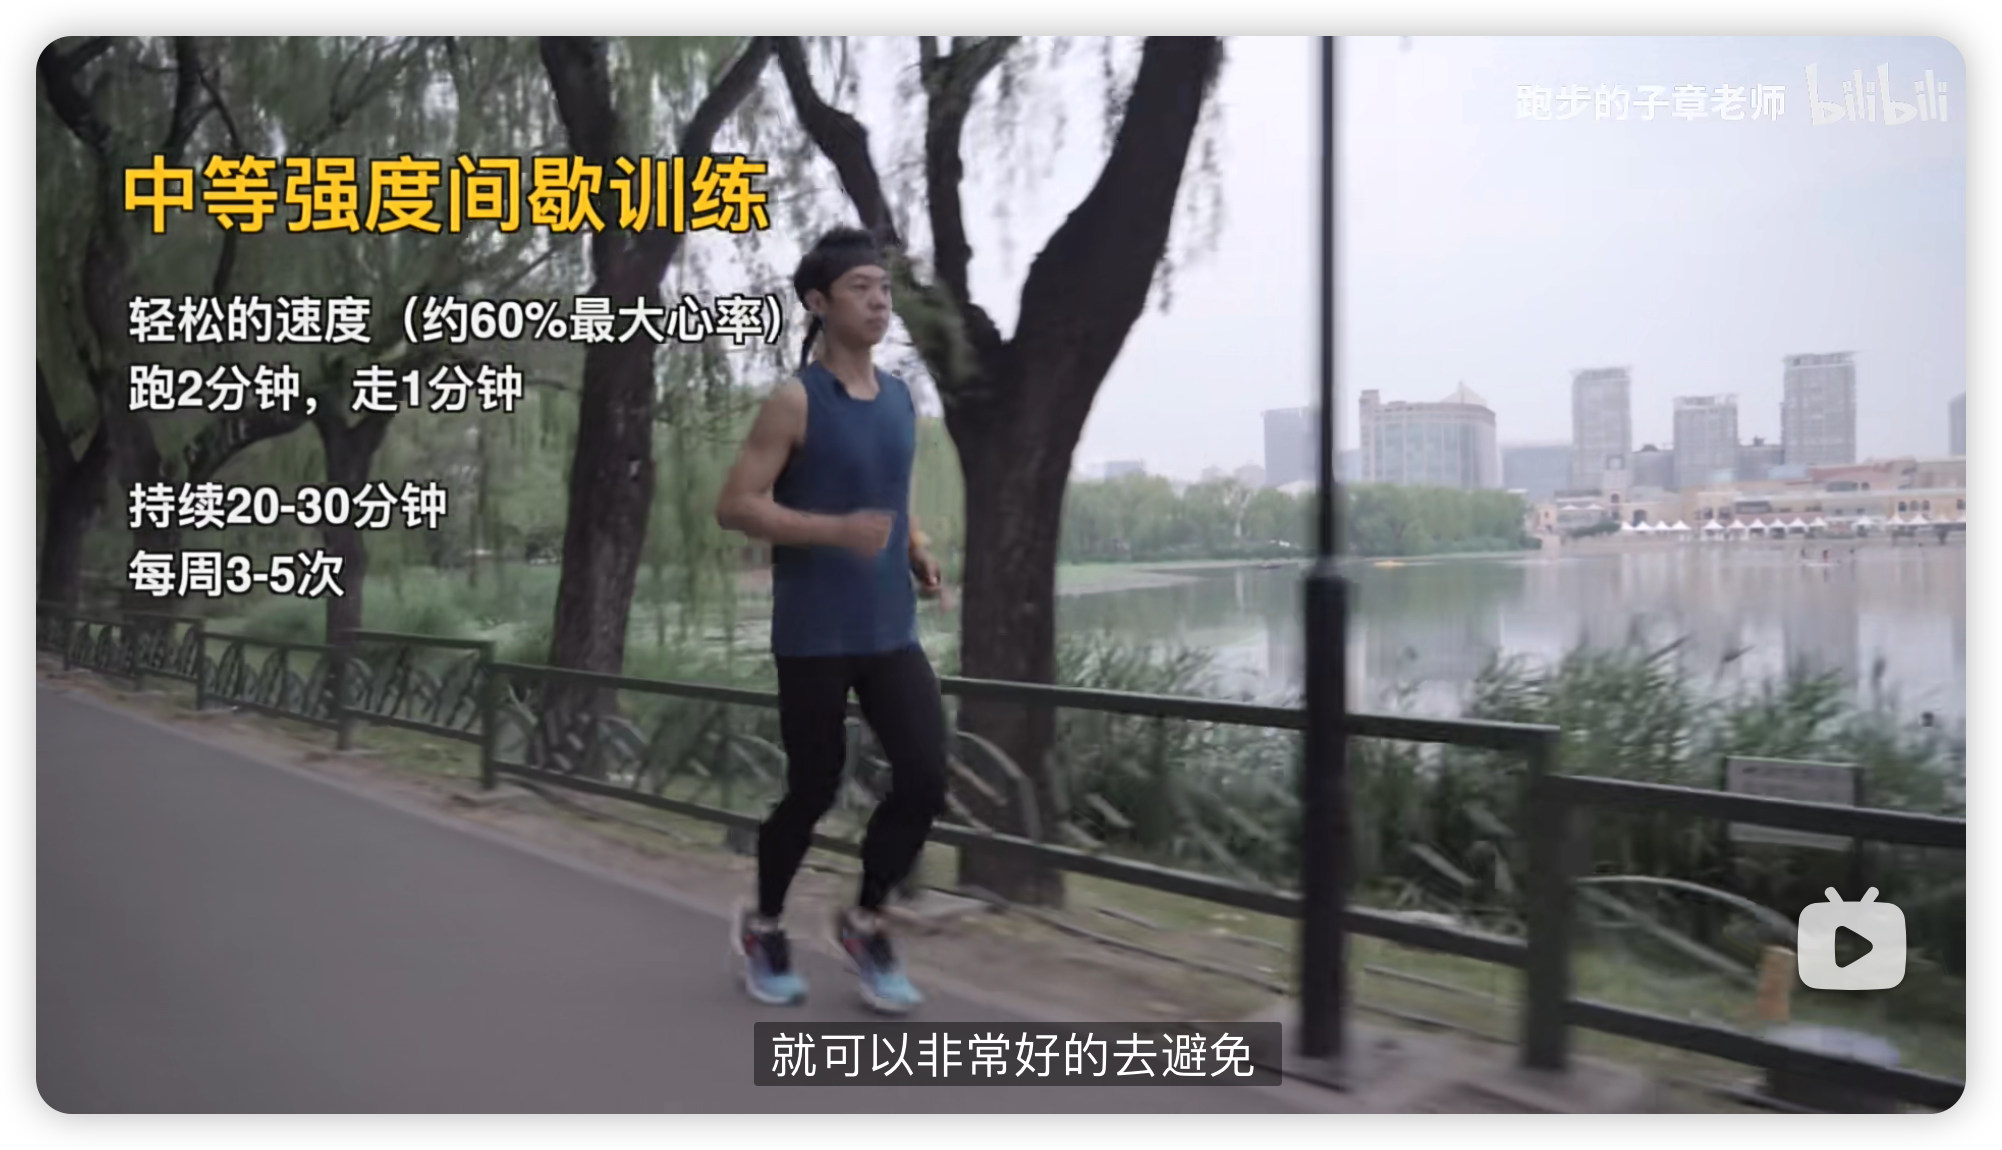 跑步的子章老师 bilibili
中等强度间歇训练
轻松的速度（约60%最大心率）
跑2分钟，走1分钟
持续20-30分钟
每周3-5次
就可以非常好的去避免